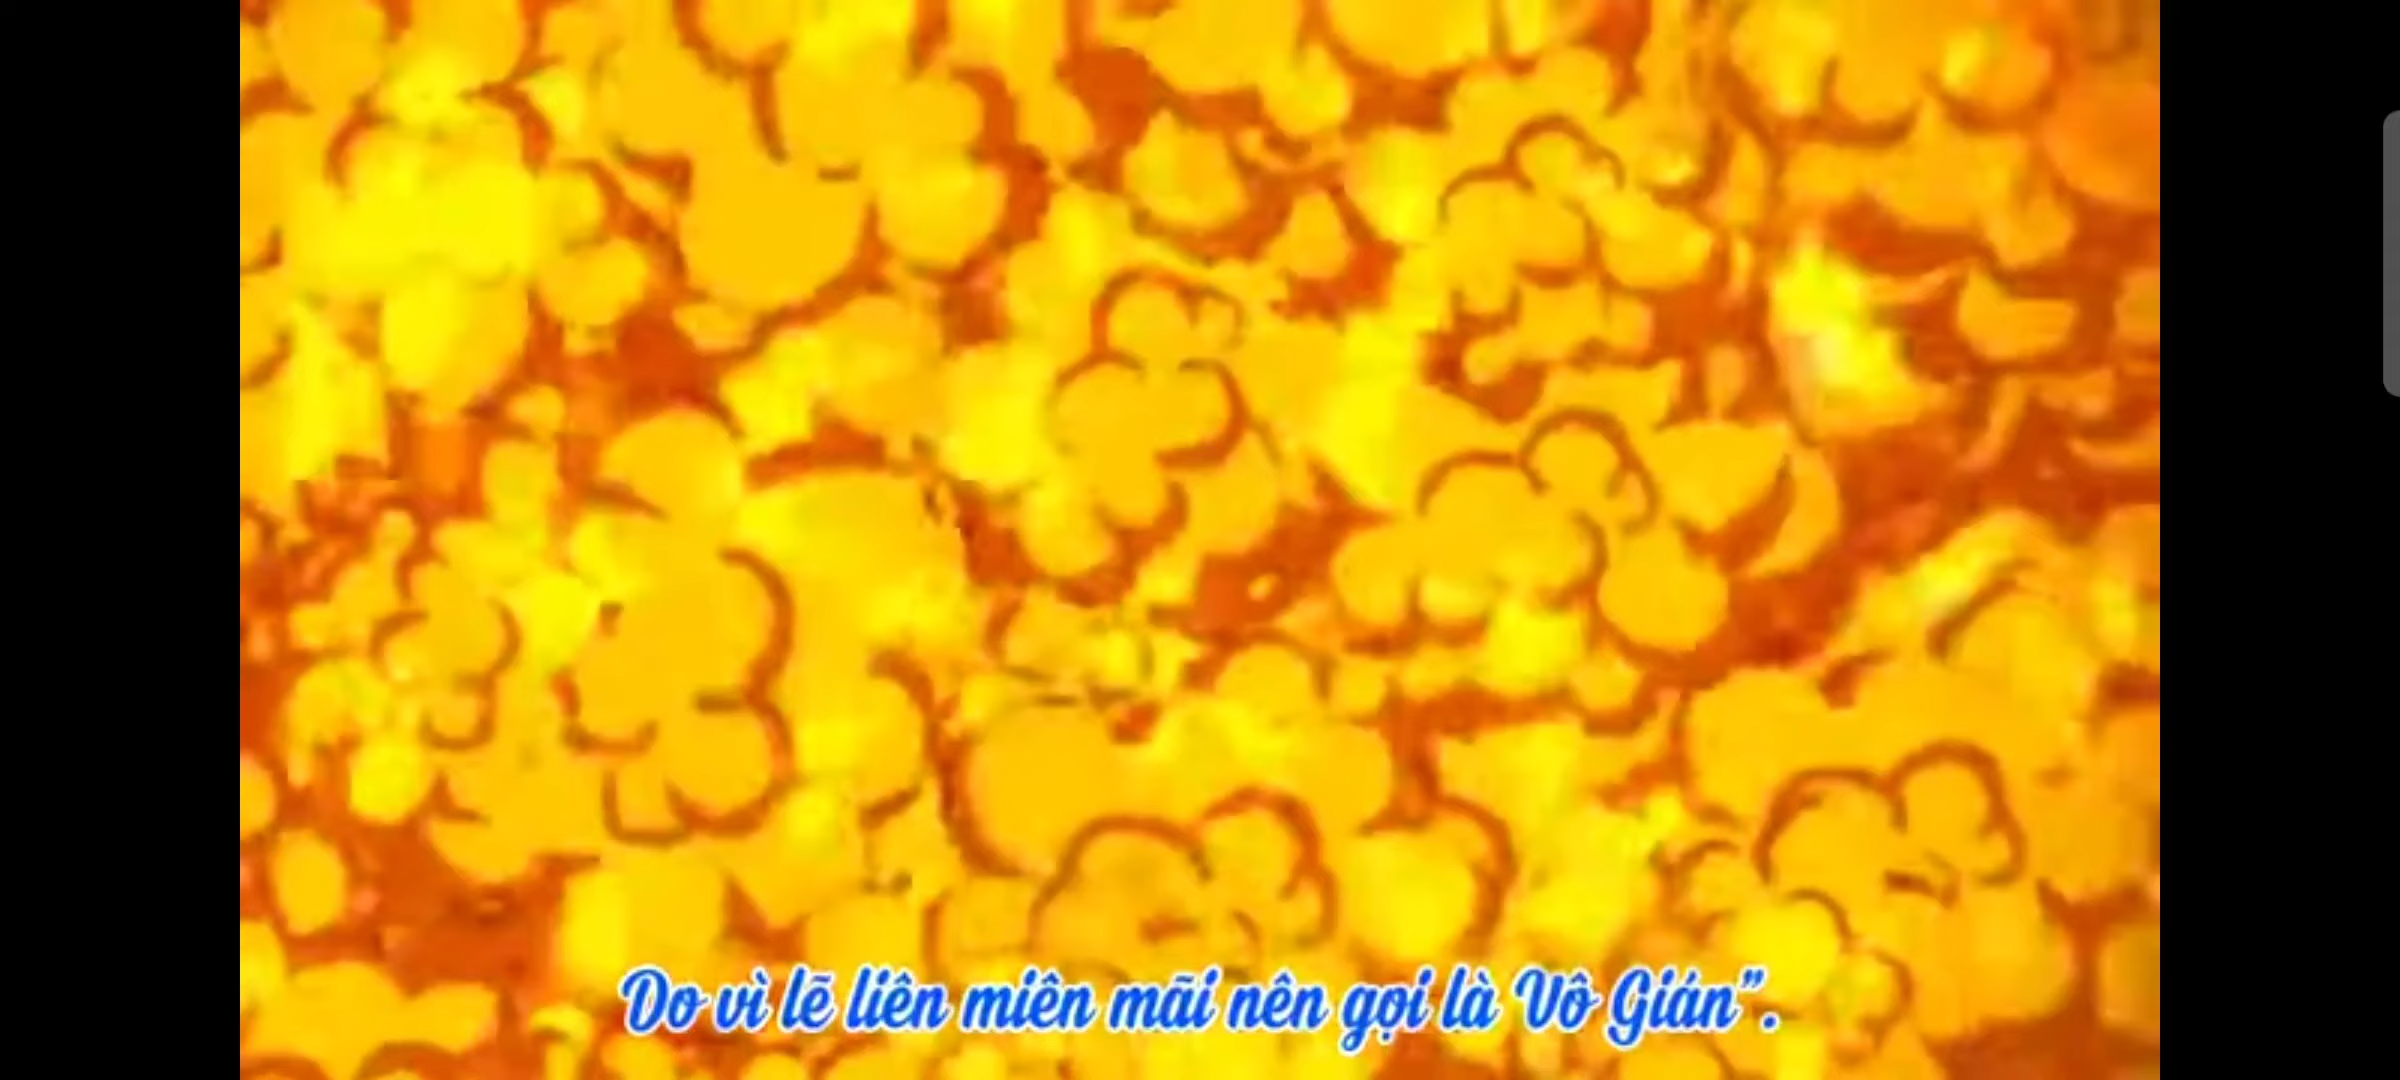 Do vì lẽ liên miên mãi nên gọi là Vô Gián”.